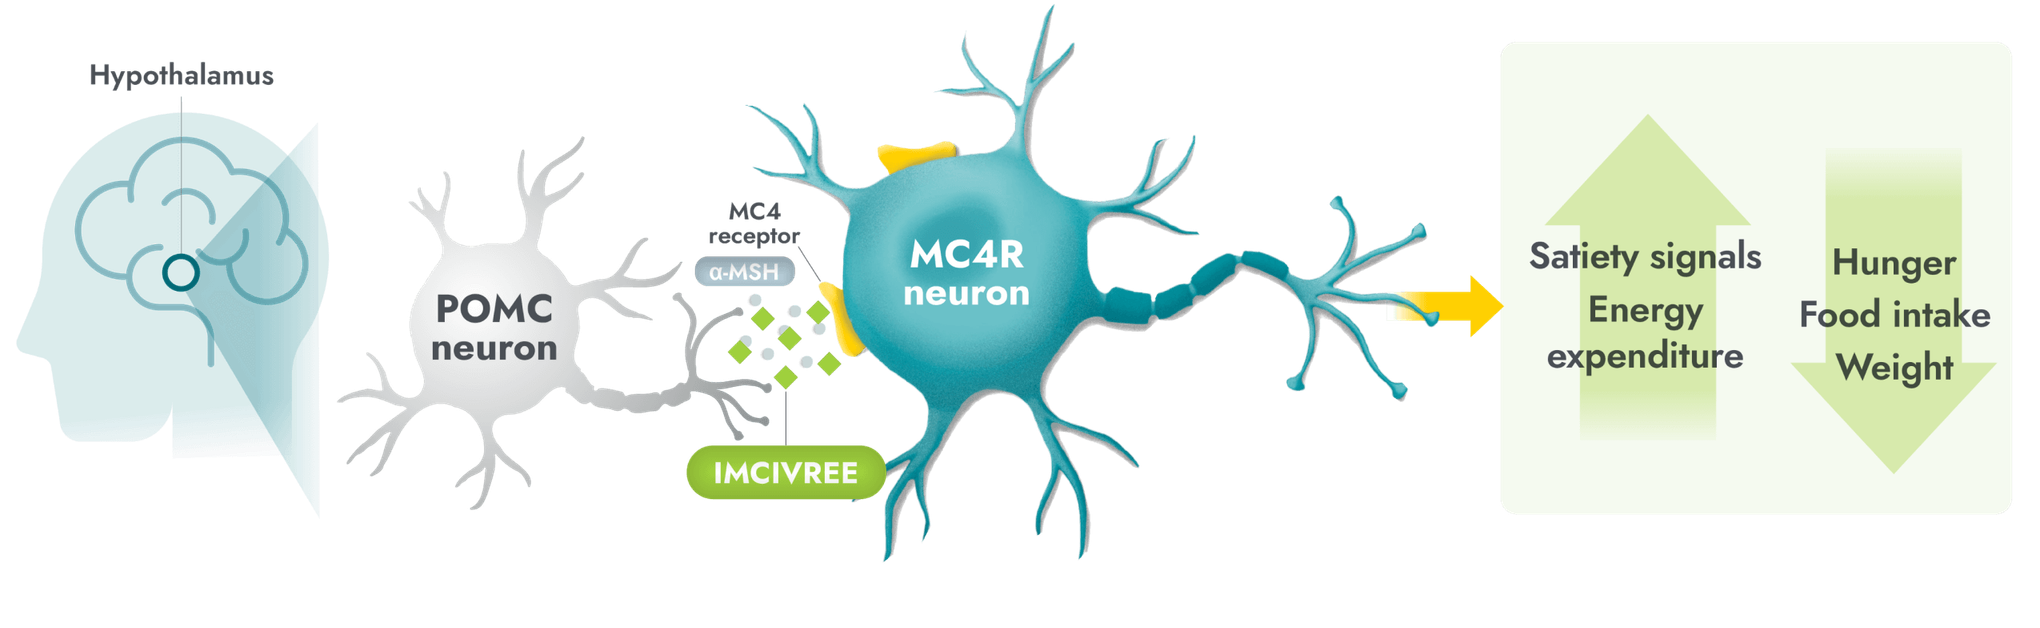 Hypothalamus
POMC
neuron
MC4
receptor
α-MSH
IMCIVREE
MC4R
neuron
Satiety signals
Energy
expenditure
Hunger
Food intake
Weight